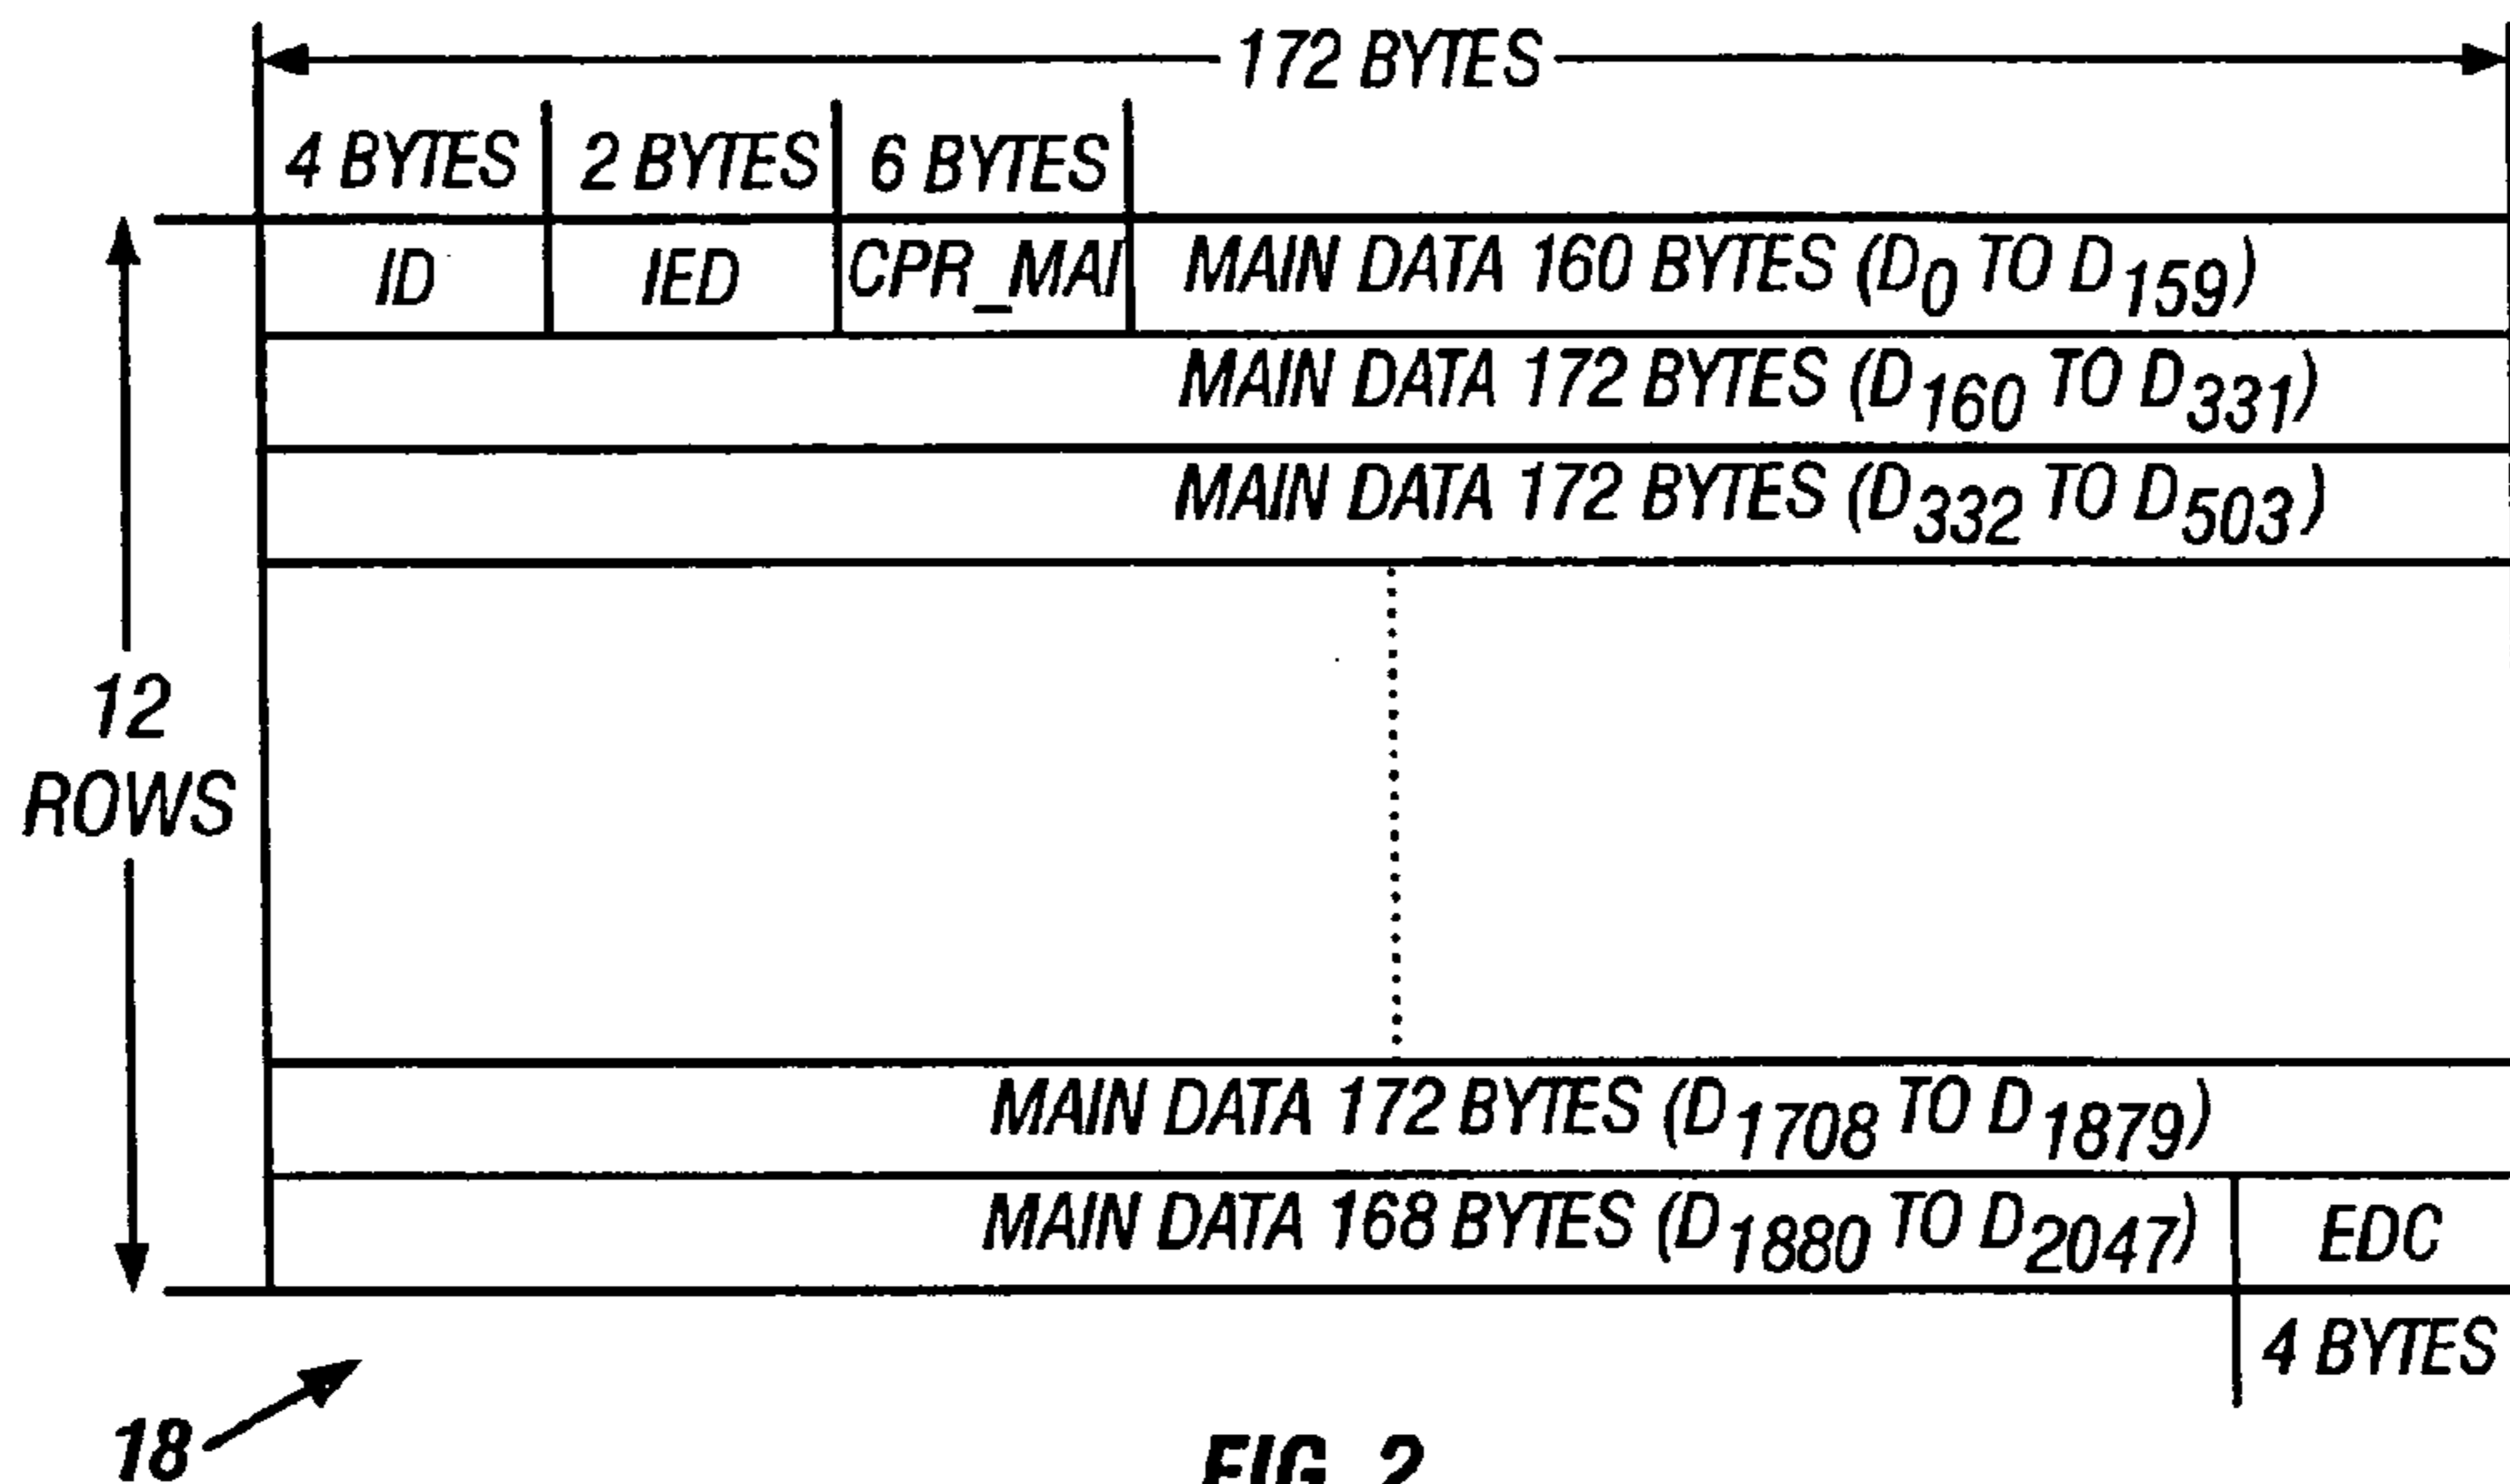 172 BYTES
4 BYTES 2 BYTES 6 BYTES
ID IED CPR_MAI MAIN DATA 160 BYTES (D0 TO D159)
MAIN DATA 172 BYTES (D160 TO D331)
MAIN DATA 172 BYTES (D332 TO D503)
12
ROWS
MAIN DATA 172 BYTES (D1708 TO D1879)
MAIN DATA 168 BYTES (D1880 TO D2047) EDC
4 BYTES
18
FIG. 2